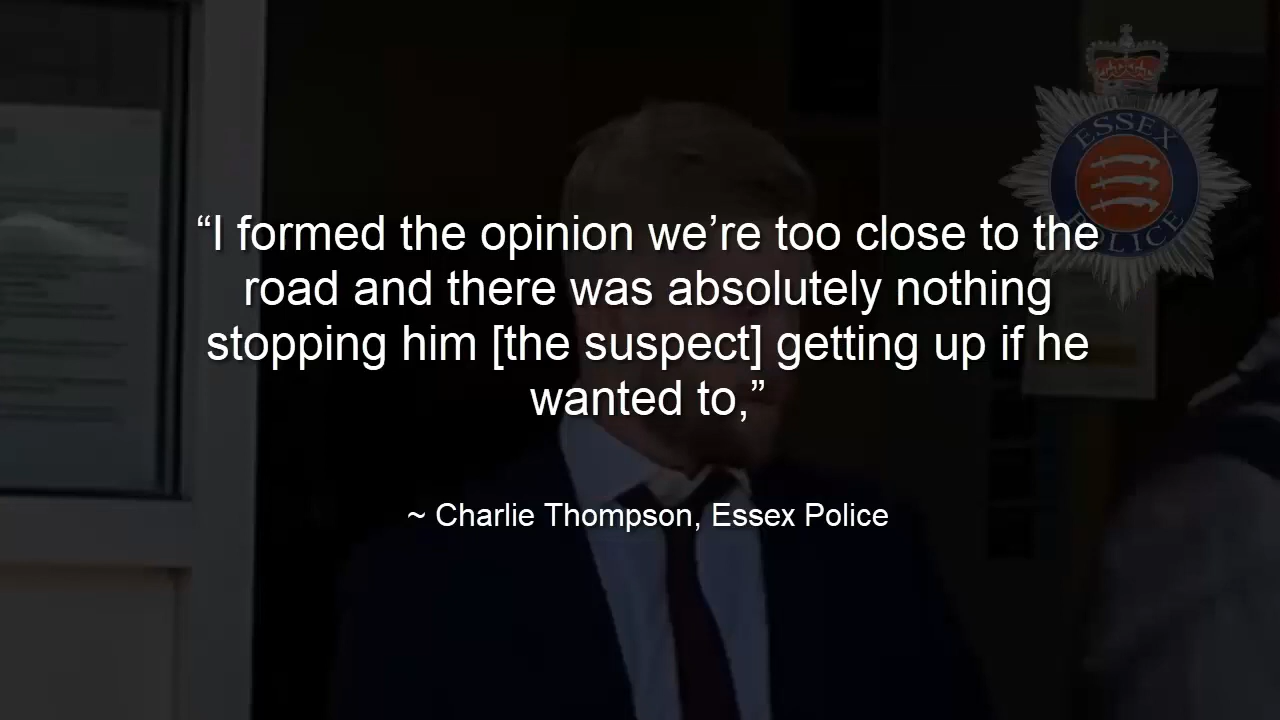 “I formed the opinion we’re too close to the
road and there was absolutely nothing
stopping him [the suspect] getting up if he
wanted to,”
~ Charlie Thompson, Essex Police
ESSEX
POLICE